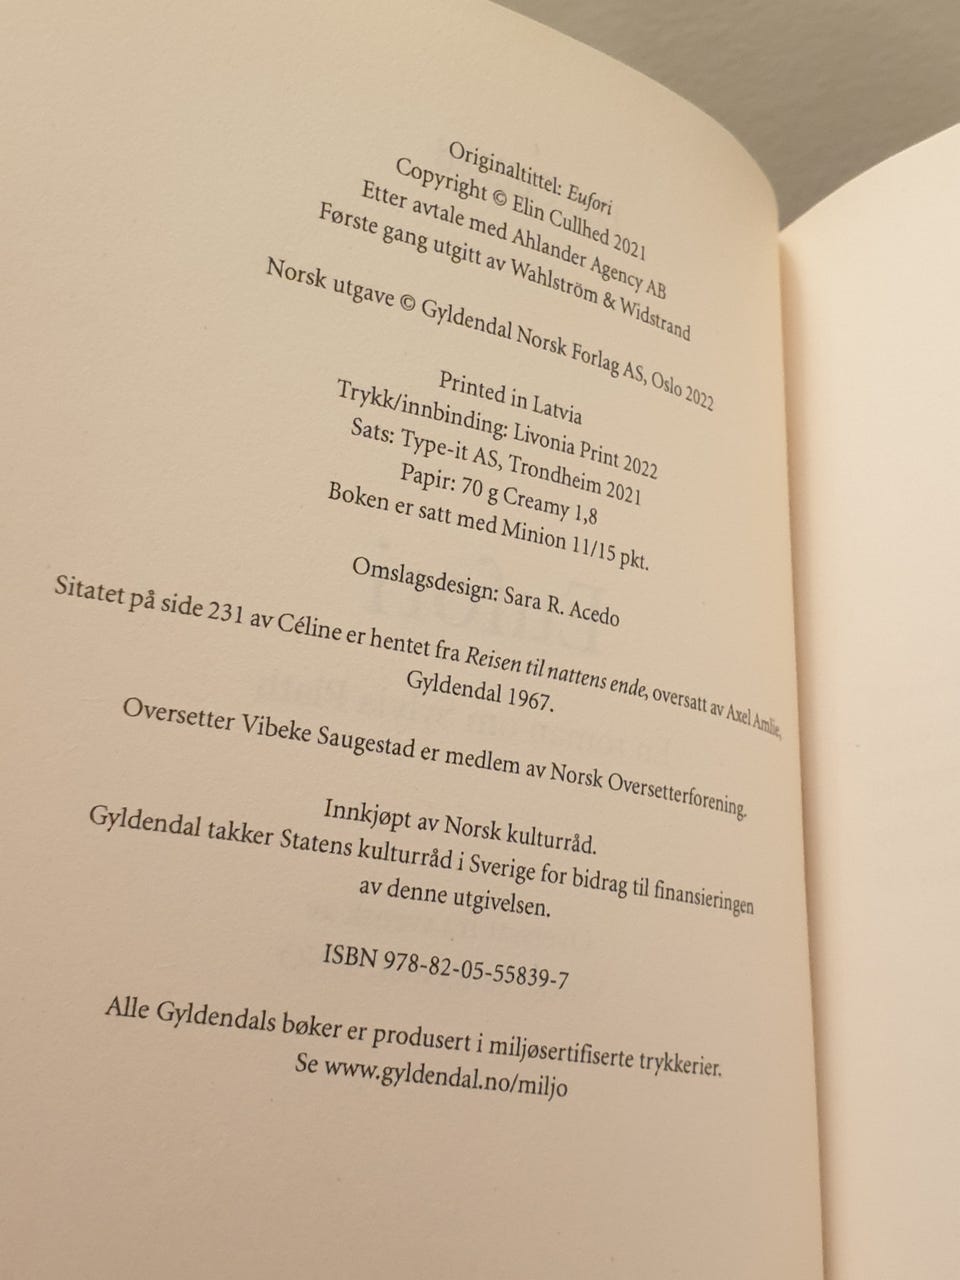 Originaltittel: Eufori
Copyright © Elin Cullhed 2021
Etter avtale med Ahlander Agency AB
Første gang utgitt av Wahlström & Widstrand
Norsk utgave © Gyldendal Norsk Forlag AS, Oslo 2022
Printed in Latvia
Trykk/innbinding: Livonia Print 2022
Sats: Type-it AS, Trondheim 2021
Papir: 70 g Creamy 1,8
Boken er satt med Minion 11/15 pkt.
Omslagsdesign: Sara R. Acedo
Sitatet på side 231 av Céline er hentet fra Reisen til nattens ende, oversatt av Axel Amlie,
Gyldendal 1967.
Oversetter Vibeke Saugestad er medlem av Norsk Oversetterforening.
Innkjøpt av Norsk kulturråd.
Gyldendal takker Statens kulturråd i Sverige for bidrag til finansieringen
av denne utgivelsen.
ISBN 978-82-05-55839-7
Alle Gyldendals bøker er produsert i miljøsertifiserte trykkerier.
Se www.gyldendal.no/miljo